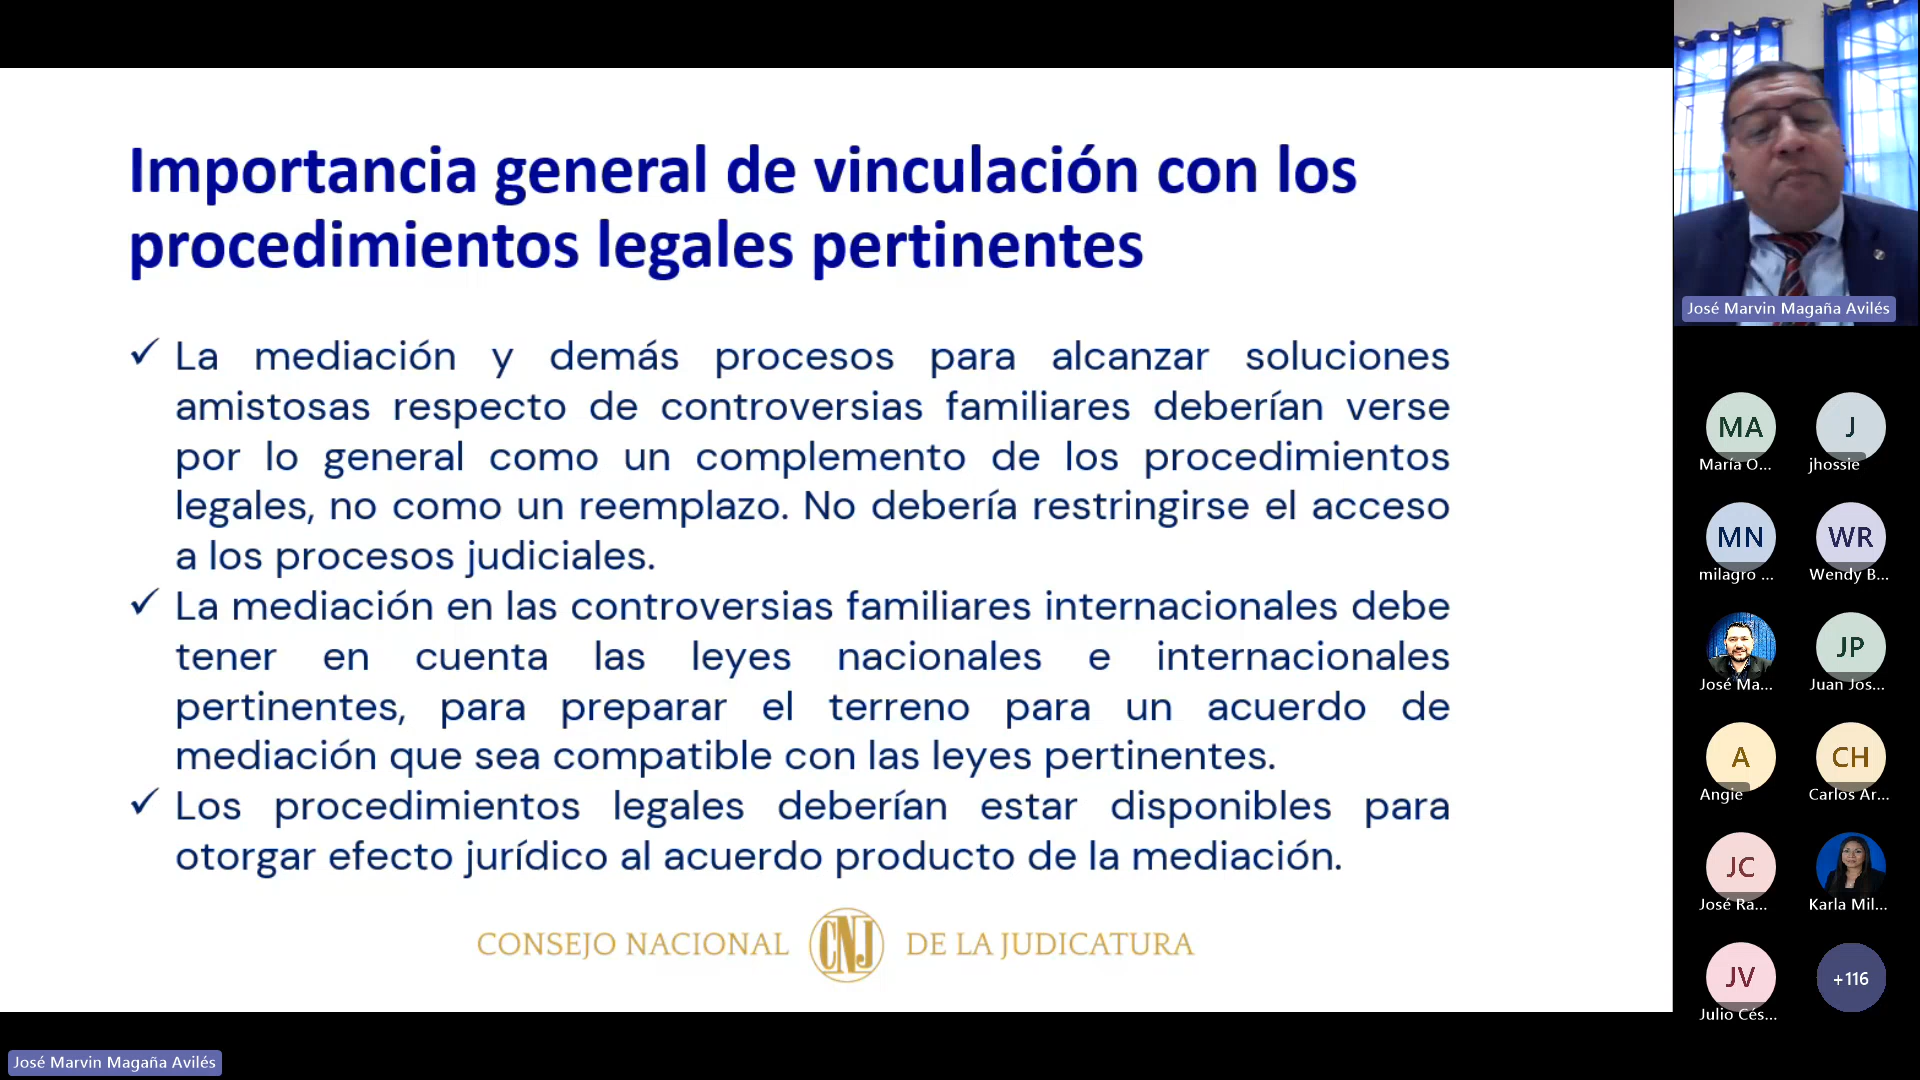 Importancia general de vinculación con los
procedimientos legales pertinentes
✓ La mediación y demás procesos para alcanzar soluciones
amistosas respecto de controversias familiares deberían verse
por lo general como un complemento de los procedimientos
legales, no como un reemplazo. No debería restringirse el acceso
a los procesos judiciales.
✓ La mediación en las controversias familiares internacionales debe
tener en cuenta las leyes nacionales e internacionales
pertinentes, para preparar el terreno para un acuerdo de
mediación que sea compatible con las leyes pertinentes.
✓ Los procedimientos legales deberían estar disponibles para
otorgar efecto jurídico al acuerdo producto de la mediación.
CONSEJO NACIONAL CNJ DE LA JUDICATURA
José Marvin Magaña Avilés
José Marvin Magaña Avilés
MA
María O...
J
jhossie
MN
milagro ...
WR
Wendy B...
José Ma...
JP
Juan Jos...
A
Angie
CH
Carlos Ar...
JC
José Ra...
Karla Mil...
JV
Julio Cés...
+116